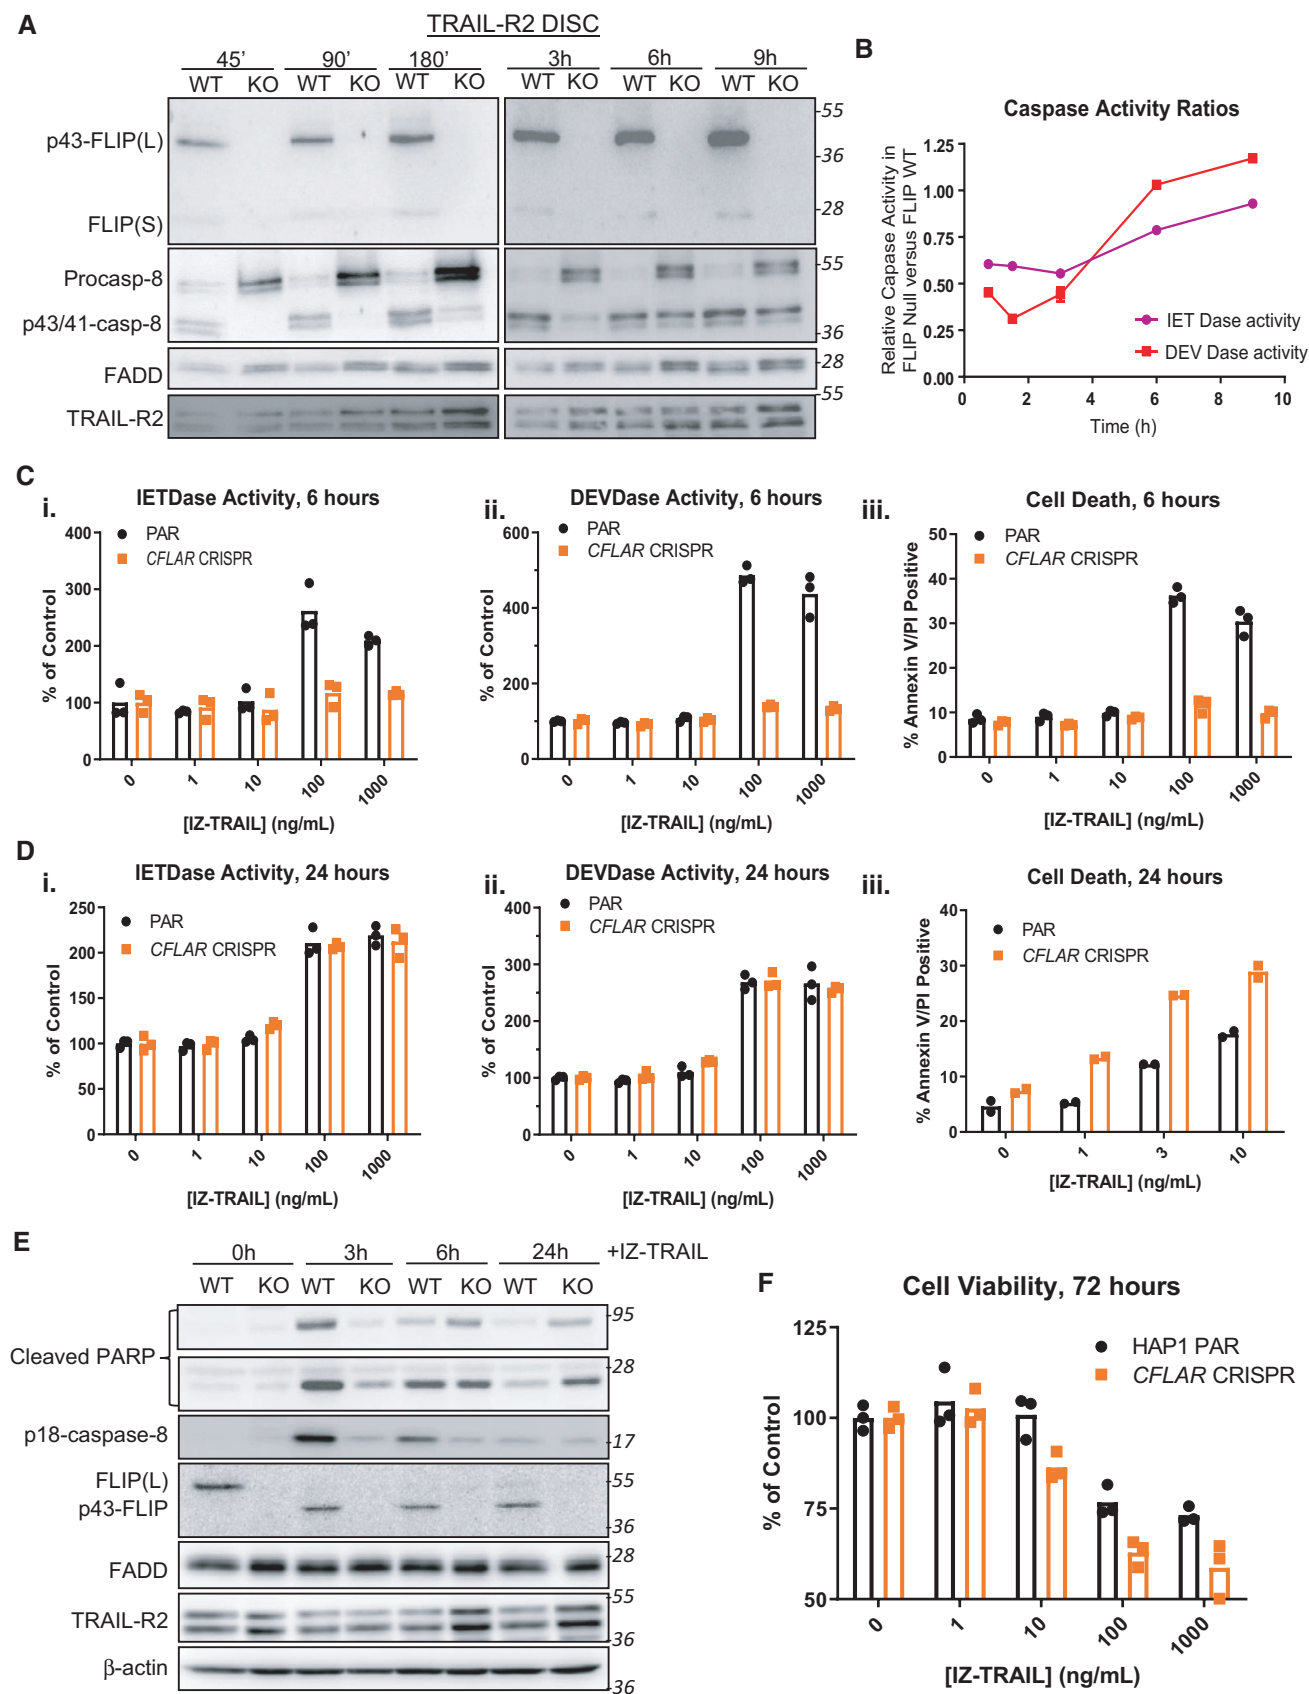 A
TRAIL-R2 DISC
45' 90' 180' 3h 6h 9h
WT KO WT KO WT KO WT KO WT KO WT KO
p43-FLIP(L)
FLIP(S)
Procasp-8
p43/41-casp-8
FADD
TRAIL-R2
-55
-36
-28
-55
-36
-28
-55
B
Caspase Activity Ratios
Relative Capase Activity in
FLIP Null versus FLIP WT
1.25
1.00
0.75
0.50
0.25
0.00
0 2 4 6 8 10
Time (h)
IET Dase activity
DEV Dase activity
C
i.
IETDase Activity, 6 hours
PAR
CFLAR CRISPR
% of Control
400
300
200
100
0
0 1 10 100 1000
[IZ-TRAIL] (ng/mL)
ii.
DEVDase Activity, 6 hours
PAR
CFLAR CRISPR
% of Control
600
400
200
0
0 1 10 100 1000
[IZ-TRAIL] (ng/mL)
iii.
Cell Death, 6 hours
PAR
CFLAR CRISPR
% Annexin V/PI Positive
50
40
30
20
10
0
0 1 10 100 1000
[IZ-TRAIL] (ng/mL)
D
i.
IETDase Activity, 24 hours
PAR
CFLAR CRISPR
% of Control
250
200
150
100
50
0
0 1 10 100 1000
[IZ-TRAIL] (ng/mL)
ii.
DEVDase Activity, 24 hours
PAR
CFLAR CRISPR
% of Control
400
300
200
100
0
0 1 10 100 1000
[IZ-TRAIL] (ng/mL)
iii.
Cell Death, 24 hours
PAR
CFLAR CRISPR
% Annexin V/PI Positive
40
30
20
10
0
0 1 3 10
[IZ-TRAIL] (ng/mL)
E
0h 3h 6h 24h +IZ-TRAIL
WT KO WT KO WT KO WT KO
Cleaved PARP
p18-caspase-8
FLIP(L)
p43-FLIP
FADD
TRAIL-R2
β-actin
-95
-28
-17
-55
-36
-28
-55
-36
-36
F
Cell Viability, 72 hours
HAP1 PAR
CFLAR CRISPR
% of Control
125
100
75
50
0 1 10 100 1000
[IZ-TRAIL] (ng/mL)